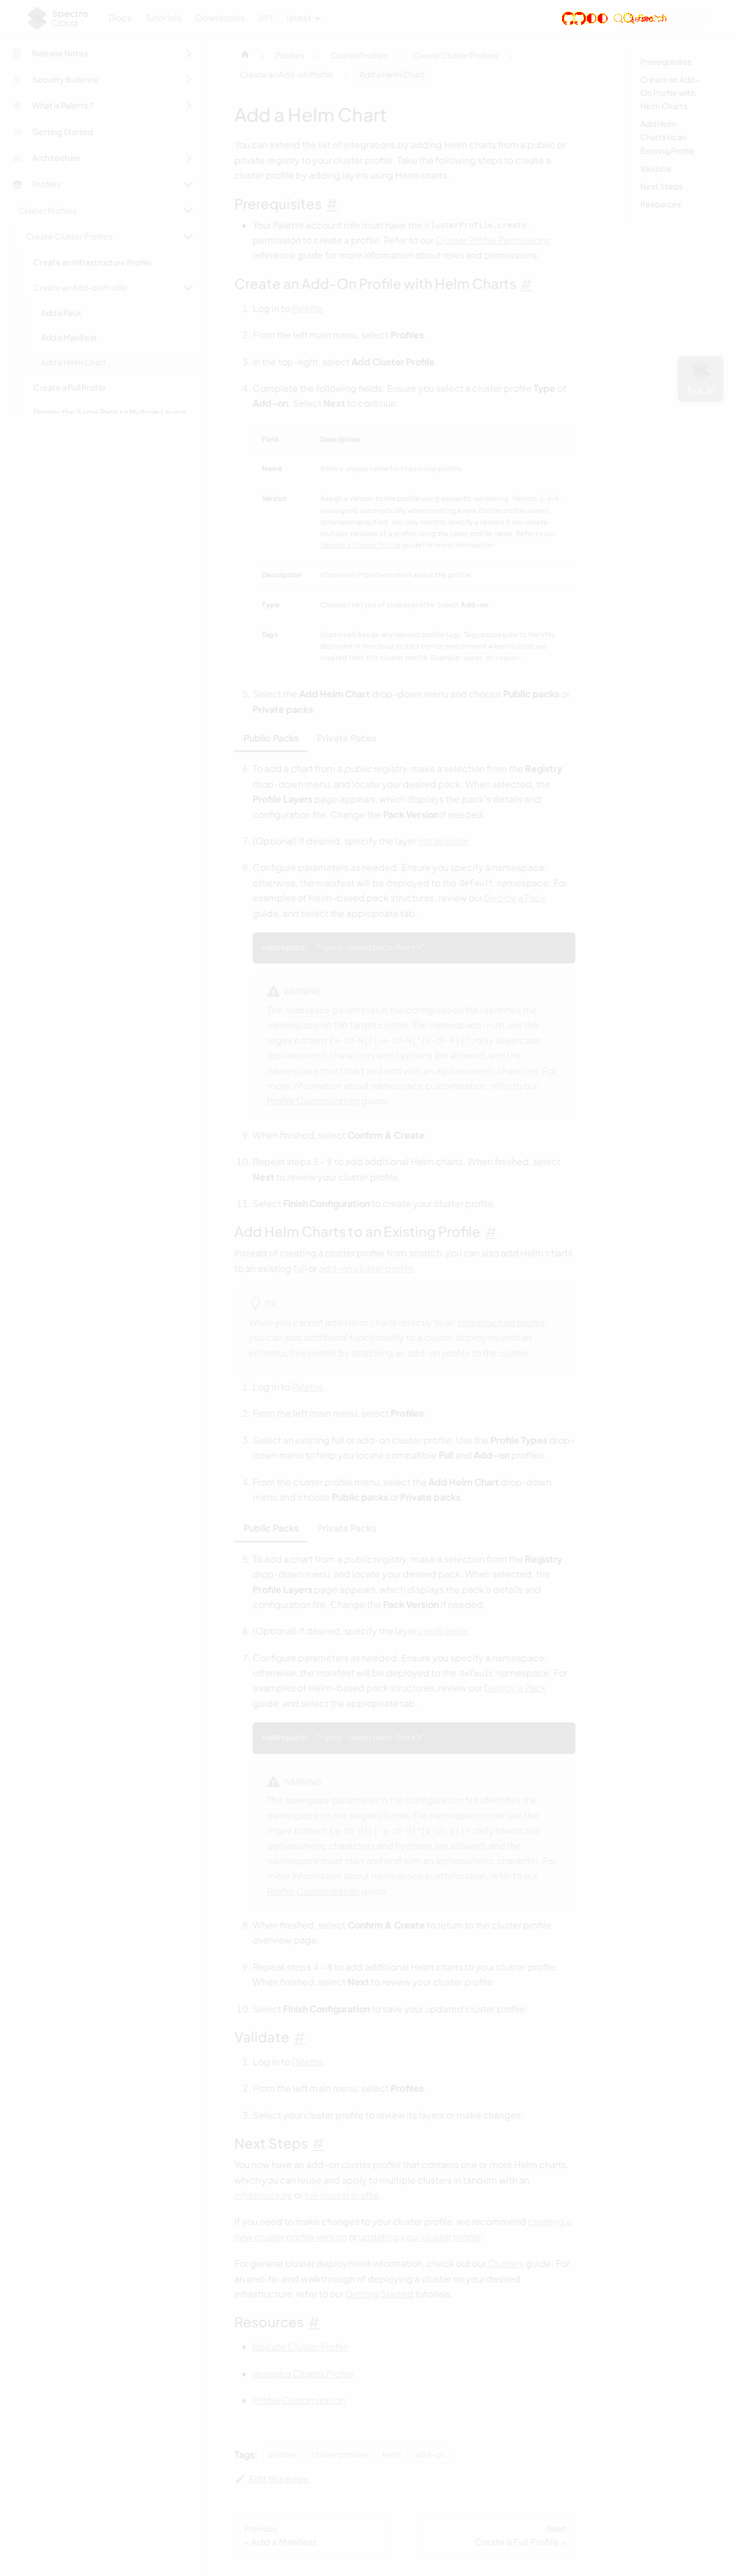 Spectro
Cloud
Docs
Tutorials
Downloads
API
latest
Search
Release Notes
Security Bulletins
What is Palette?
Getting Started
Architecture
Profiles
Cluster Profiles
Create Cluster Profiles
Create an Infrastructure Profile
Create an Add-on Profile
Add a Pack
Add a Manifest
Add a Helm Chart
Create a Full Profile
Deploy the Same Pack to Multiple Layers
Profiles
Cluster Profiles
Create Cluster Profiles
Create an Add-on Profile
Add a Helm Chart
Prerequisites
Create an Add-
On Profile with
Helm Charts
Add Helm
Charts to an
Existing Profile
Validate
Next Steps
Resources
Ask AI
Add a Helm Chart
You can extend the list of integrations by adding Helm charts from a public or
private registry to your cluster profile. Take the following steps to create a
cluster profile by adding layers using Helm charts.
Prerequisites #
Your Palette account role must have the clusterProfile.create
permission to create a profile. Refer to our Cluster Profile Permissions
reference guide for more information about roles and permissions.
Create an Add-On Profile with Helm Charts #
1. Log in to Palette.
2. From the left main menu, select Profiles.
3. In the top-right, select Add Cluster Profile.
4. Complete the following fields. Ensure you select a cluster profile Type of
Add-on. Select Next to continue.
Field Description
Name Enter a unique name for the cluster profile.
Version Assign a version to the profile using semantic versioning. Version 1.0.0
is assigned automatically when creating a new cluster profile unless
otherwise specified. You only need to specify a version if you create
multiple versions of a profile using the same profile name. Refer to our
Version a Cluster Profile guide for more information.
Description (Optional) Provide context about the profile.
Type Choose the type of cluster profile. Select Add-on.
Tags (Optional) Assign any desired profile tags. Tags propagate to the VMs
deployed in the cloud or data center environment when clusters are
created from this cluster profile. Example: owner or region.
5. Select the Add Helm Chart drop-down menu and choose Public packs or
Private packs.
Public Packs
Private Packs
6. To add a chart from a public registry, make a selection from the Registry
drop-down menu, and locate your desired pack. When selected, the
Profile Layers page appears, which displays the pack's details and
configuration file. Change the Pack Version if needed.
7. (Optional) If desired, specify the layer install order.
8. Configure parameters as needed. Ensure you specify a namespace;
otherwise, the manifest will be deployed to the Default namespace. For
examples of Helm-based pack structures, review our Deploy a Pack
guide, and select the appropriate tab.
namespace: "<your-namespace-here>"
WARNING
The namespace parameter in the configuration file identifies the
namespace on the target cluster. The namespace must use the
regex pattern [a-z0-9]([-a-z0-9]*[a-z0-9])?; only lowercase
alphanumeric characters and hyphens are allowed, and the
namespace must start and end with an alphanumeric character. For
more information about namespace customization, refer to our
Profile Customization guide.
9. When finished, select Confirm & Create.
10. Repeat steps 5 - 9 to add additional Helm charts. When finished, select
Next to review your cluster profile.
11. Select Finish Configuration to create your cluster profile.
Add Helm Charts to an Existing Profile #
Instead of creating a cluster profile from scratch, you can also add Helm charts
to an existing full or add-on cluster profile.
TIP
While you cannot add Helm charts directly to an infrastructure profile,
you can add additional functionality to a cluster deployed with an
infrastructure profile by attaching an add-on profile to the cluster.
1. Log in to Palette.
2. From the left main menu, select Profiles.
3. Select an existing full or add-on cluster profile. Use the Profile Types drop-
down menu to help you locate compatible Full and Add-on profiles.
4. From the cluster profile menu, select the Add Helm Chart drop-down
menu and choose Public packs or Private packs.
Public Packs
Private Packs
5. To add a chart from a public registry, make a selection from the Registry
drop-down menu, and locate your desired pack. When selected, the
Profile Layers page appears, which displays the pack's details and
configuration file. Change the Pack Version if needed.
6. (Optional) If desired, specify the layer install order.
7. Configure parameters as needed. Ensure you specify a namespace;
otherwise, the manifest will be deployed to the Default namespace. For
examples of Helm-based pack structures, review our Deploy a Pack
guide, and select the appropriate tab.
namespace: "<your-namespace-here>"
WARNING
The namespace parameter in the configuration file identifies the
namespace on the target cluster. The namespace must use the
regex pattern [a-z0-9]([-a-z0-9]*[a-z0-9])?; only lowercase
alphanumeric characters and hyphens are allowed, and the
namespace must start and end with an alphanumeric character. For
more information about namespace customization, refer to our
Profile Customization guide.
8. When finished, select Confirm & Create to return to the cluster profile
overview page.
9. Repeat steps 4 - 8 to add additional Helm charts to your cluster profile.
When finished, select Next to review your cluster profile.
10. Select Finish Configuration to save your updated cluster profile.
Validate #
1. Log in to Palette.
2. From the left main menu, select Profiles.
3. Select your cluster profile to review its layers or make changes.
Next Steps #
You now have an add-on cluster profile that contains one or more Helm charts,
which you can reuse and apply to multiple clusters in tandem with an
infrastructure or full cluster profile.
If you need to make changes to your cluster profile, we recommend creating a
new cluster profile version or updating your cluster profile.
For general cluster deployment information, check out our Clusters guide. For
an end-to-end walkthrough of deploying a cluster on your desired
infrastructure, refer to our Getting Started tutorials.
Resources #
Update Cluster Profile
Version a Cluster Profile
Profile Customization
Tags: profiles cluster profiles helm add-on
Edit this page
Previous
« Add a Manifest
Next
Create a Full Profile »